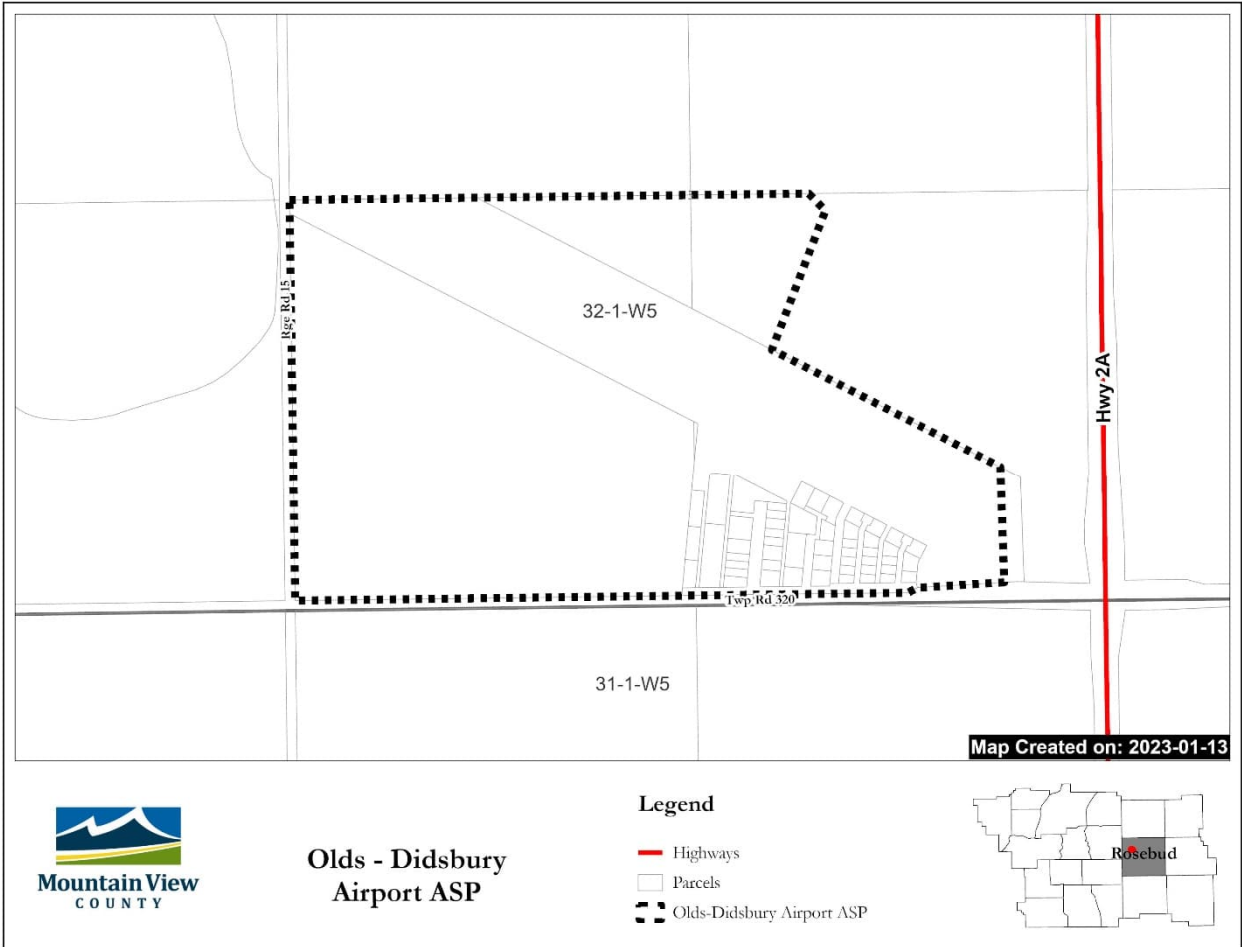 32-1-W5
Rge Rd 15
Hwy 2A
Twp Rd 320
31-1-W5
Map Created on: 2023-01-13
Mountain View
COUNTY
Olds - Didsbury
Airport ASP
Legend
Highways
Parcels
Olds-Didsbury Airport ASP
Rosebud